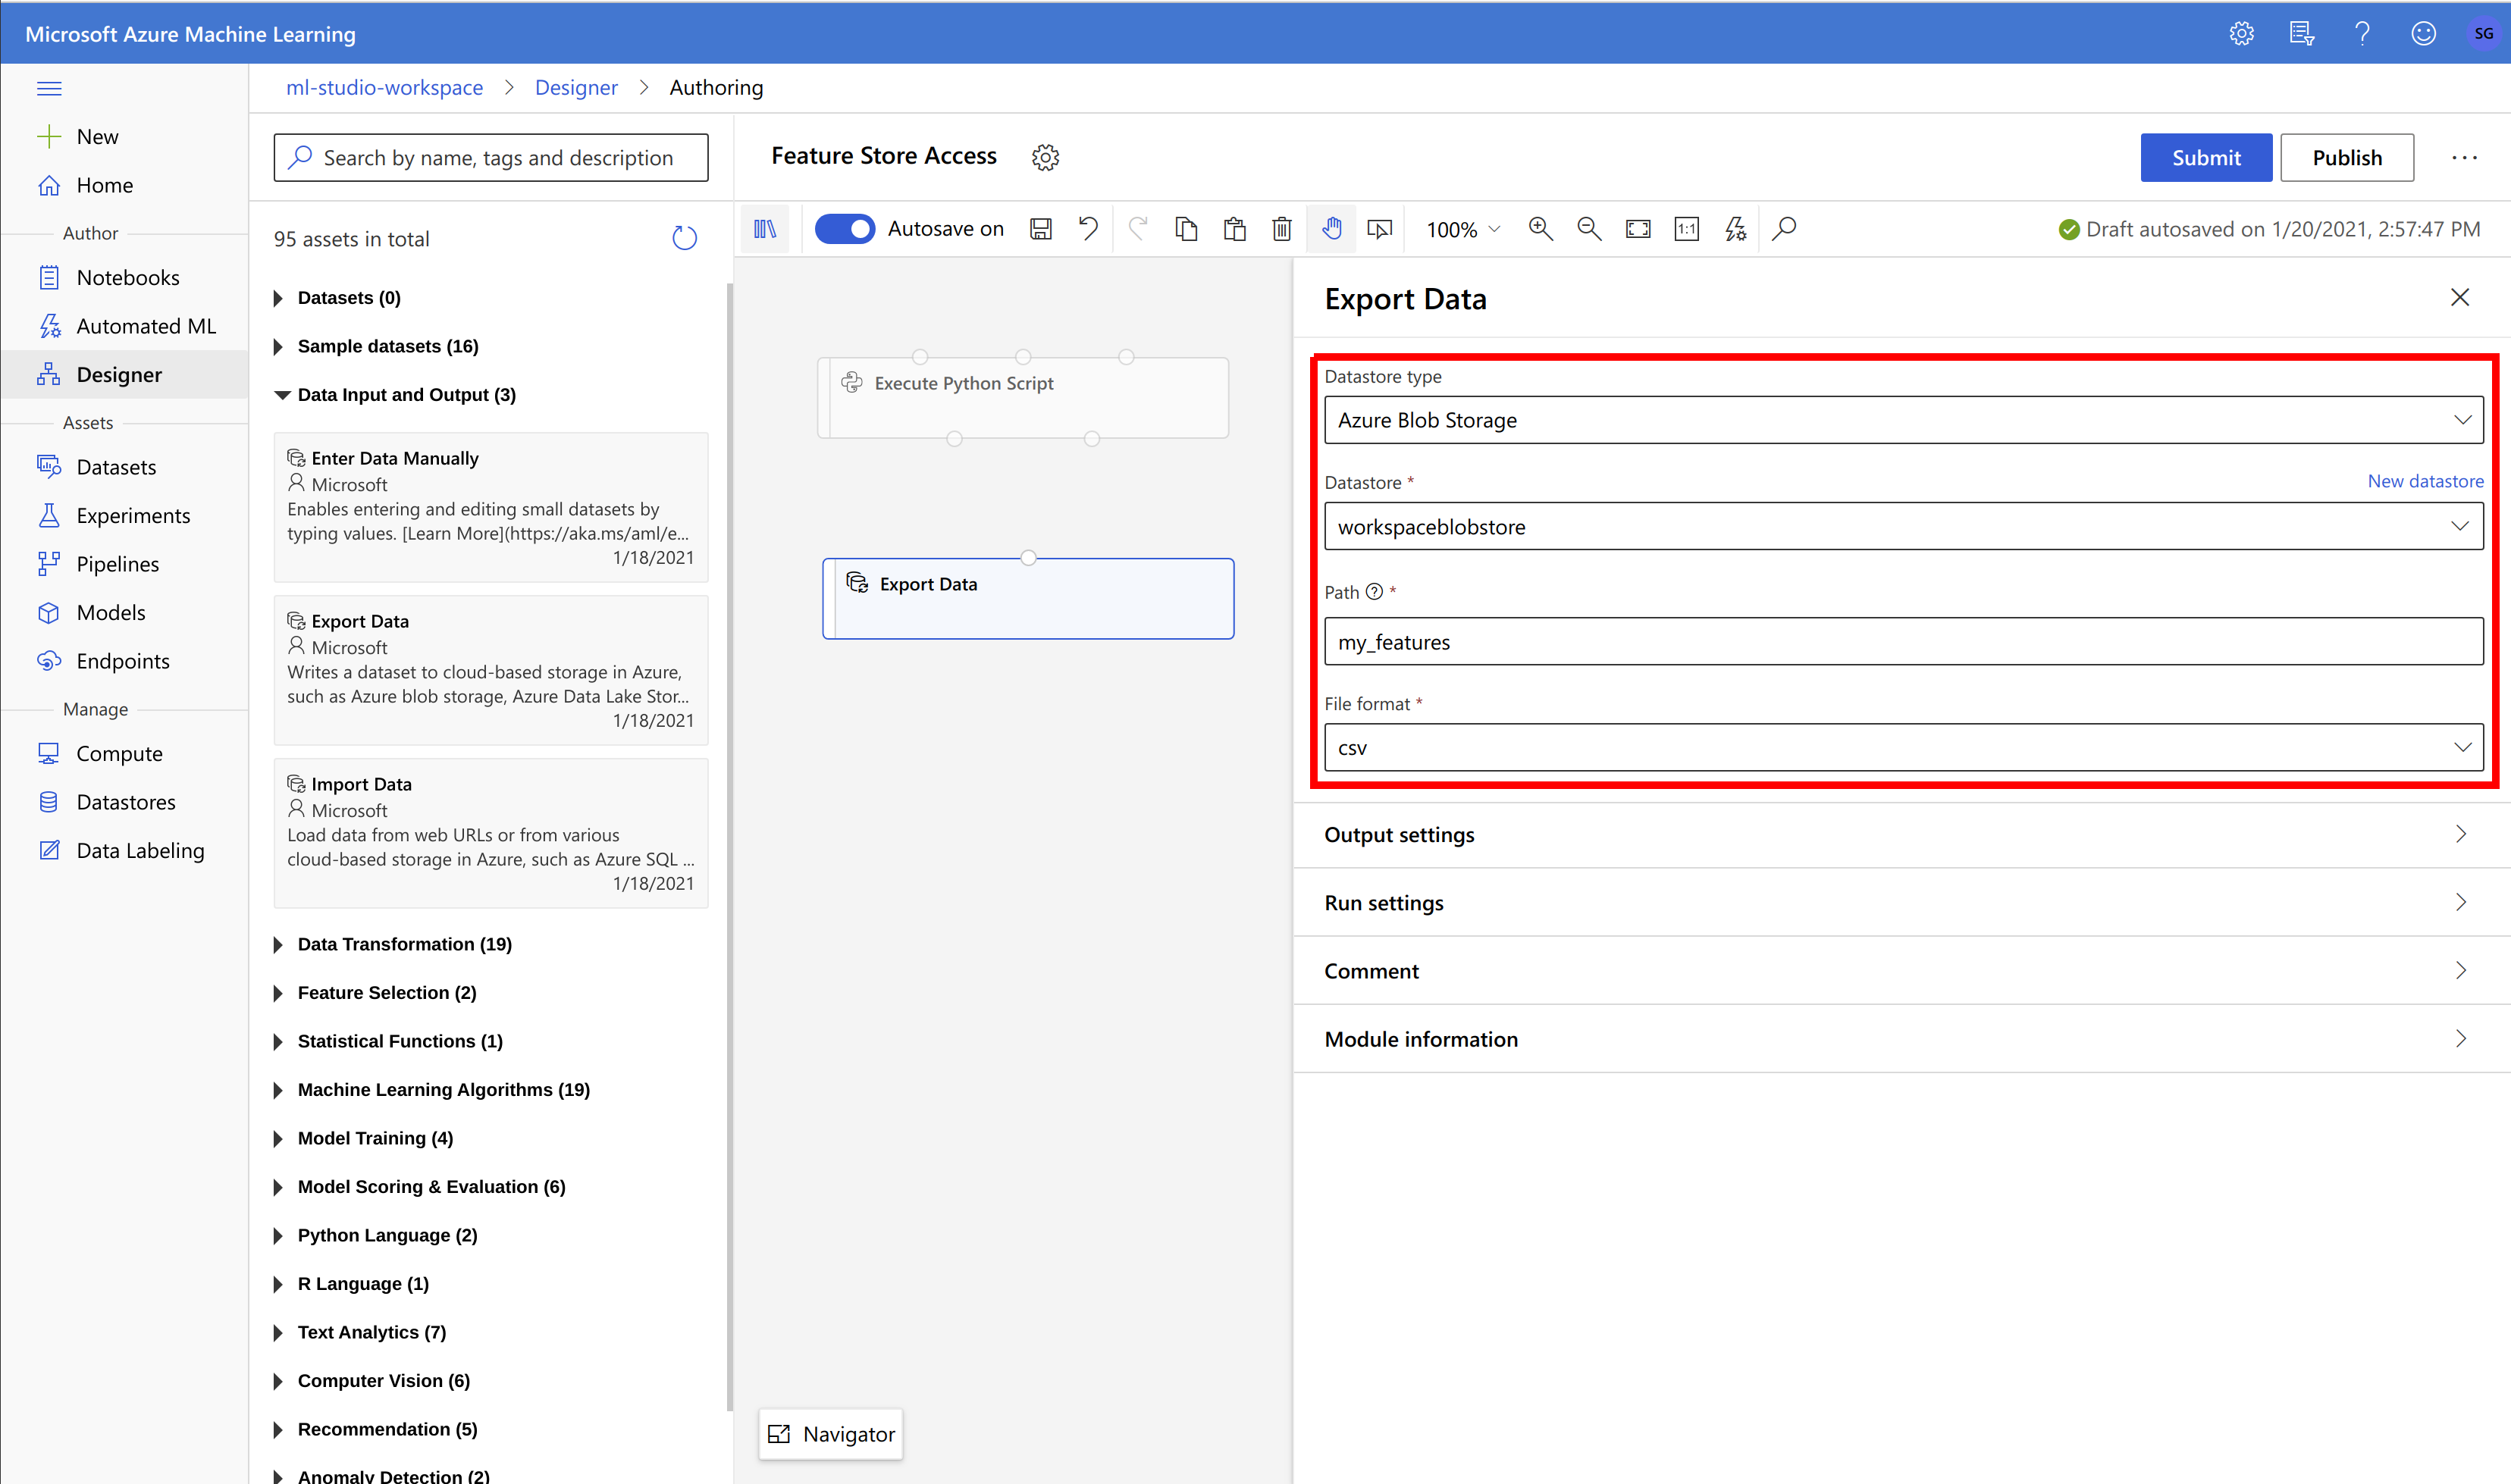 Microsoft Azure Machine Learning
SG
New
Home
Author
Notebooks
Automated ML
Designer
Assets
Datasets
Experiments
Pipelines
Models
Endpoints
Manage
Compute
Datastores
Data Labeling
ml-studio-workspace > Designer > Authoring
Search by name, tags and description
95 assets in total
Datasets (0)
Sample datasets (16)
Data Input and Output (3)
Enter Data Manually
Microsoft
Enables entering and editing small datasets by
typing values. [Learn More](https://aka.ms/aml/e...
1/18/2021
Export Data
Microsoft
Writes a dataset to cloud-based storage in Azure,
such as Azure blob storage, Azure Data Lake Stor...
1/18/2021
Import Data
Microsoft
Load data from web URLs or from various
cloud-based storage in Azure, such as Azure SQL ...
1/18/2021
Data Transformation (19)
Feature Selection (2)
Statistical Functions (1)
Machine Learning Algorithms (19)
Model Training (4)
Model Scoring & Evaluation (6)
Python Language (2)
R Language (1)
Text Analytics (7)
Computer Vision (6)
Recommendation (5)
Anomaly Detection (2)
Feature Store Access
Submit
Publish
Autosave on
100%
1:1
Draft autosaved on 1/20/2021, 2:57:47 PM
Execute Python Script
Export Data
Navigator
Export Data
Datastore type
Azure Blob Storage
Datastore *
New datastore
workspaceblobstore
Path ? *
my_features
File format *
csv
Output settings
Run settings
Comment
Module information